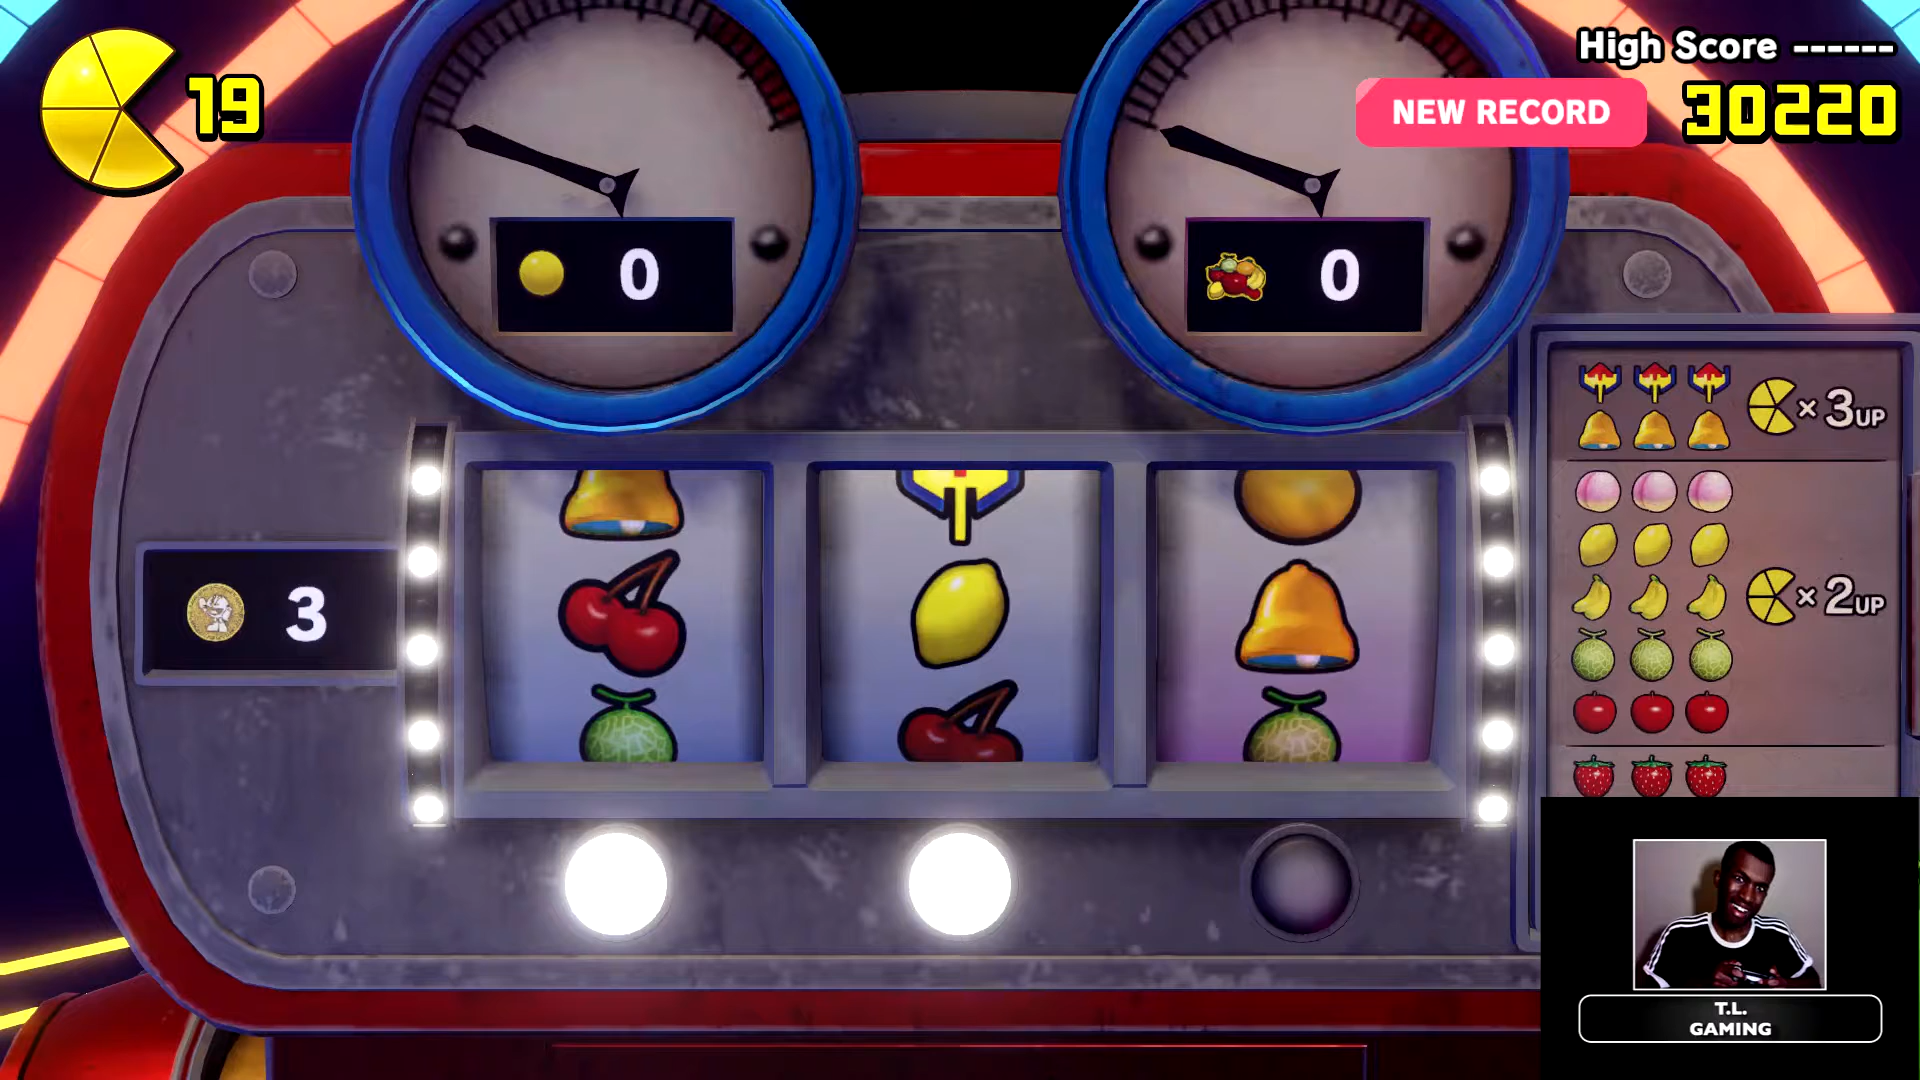 19
High Score ------
NEW RECORD
30220
0
0
3
× 3UP
× 2UP
T.L.
GAMING